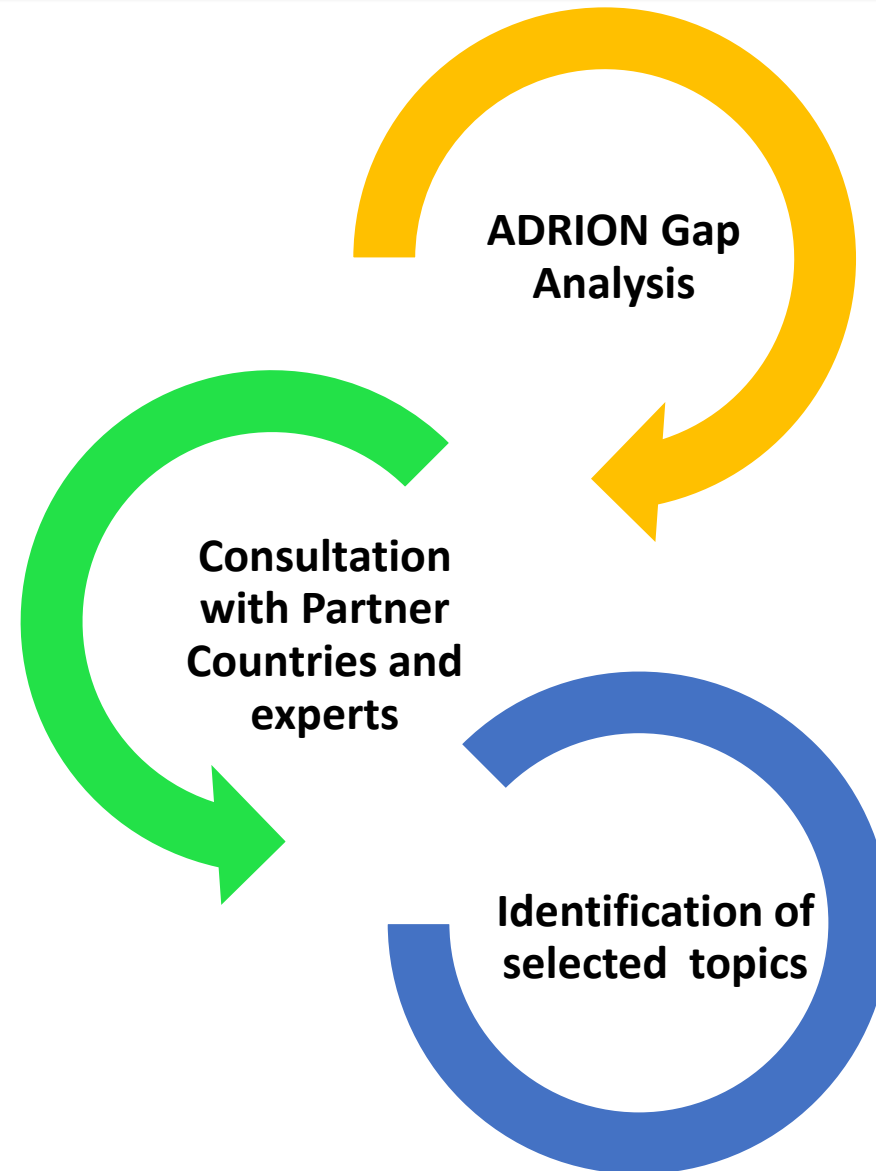 ADRION Gap
Analysis
Consultation
with Partner
Countries and
experts
Identification of
selected  topics